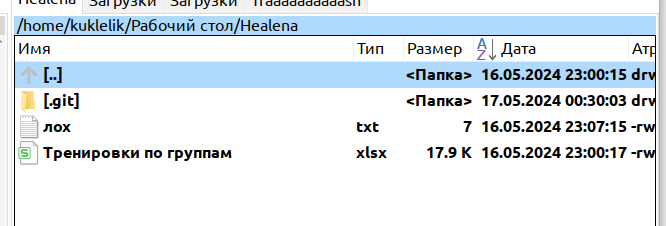 Healena Загрузки Загрузки Traaaaaaaaash
/home/kuklelik/Рабочий стол/Healena
Имя Тип Размер Дата Атр
[..] <Папка> 16.05.2024 23:00:15 drw
[.git] <Папка> 17.05.2024 00:30:03 drw
лох txt 7 16.05.2024 23:07:15 -rw
Тренировки по группам xlsx 17.9 K 16.05.2024 23:00:17 -rw